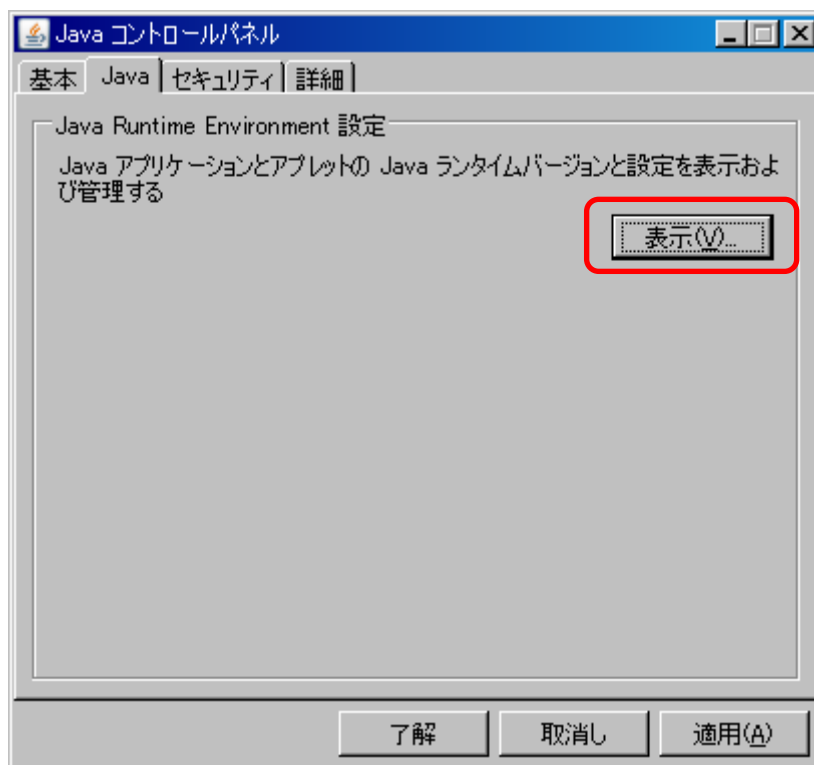 Java コントロールパネル
基本 Java セキュリティ 詳細
Java Runtime Environment 設定
Java アプリケーションとアプレットの Java ランタイムバージョンと設定を表示およ
び管理する
表示(V)...
了解 取消し 適用(A)